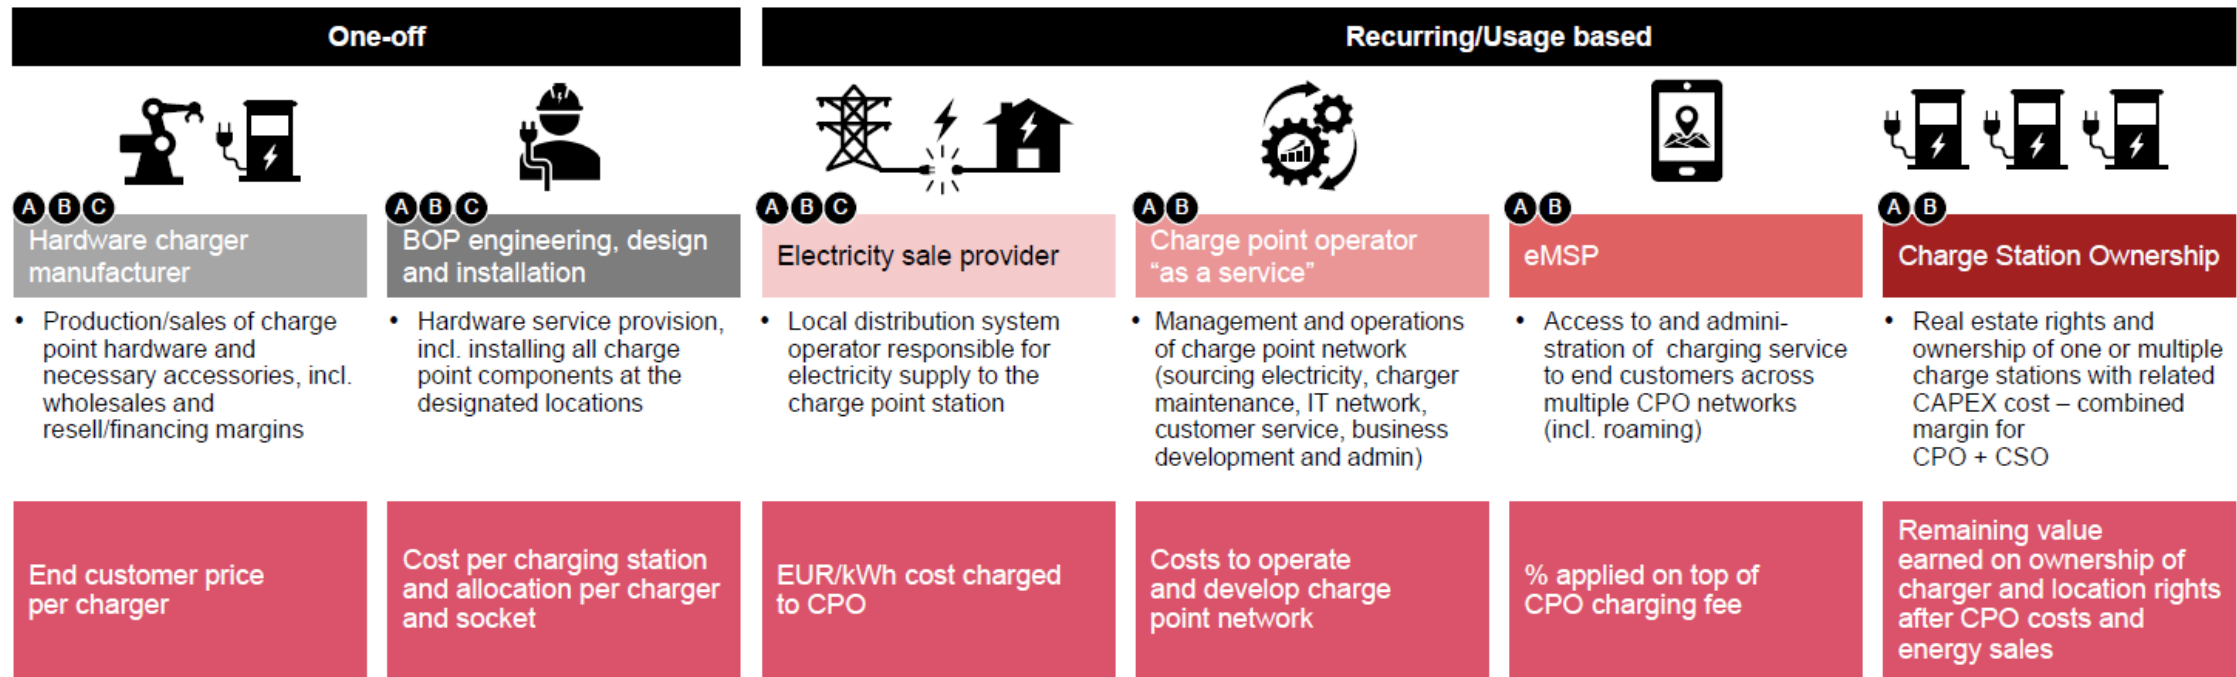 One-off
Recurring/Usage based
A B C
Hardware charger
manufacturer
• Production/sales of charge
point hardware and
necessary accessories, incl.
wholesales and
resell/financing margins
End customer price
per charger
A B C
BOP engineering, design
and installation
• Hardware service provision,
incl. installing all charge
point components at the
designated locations
Cost per charging station
and allocation per charger
and socket
A B C
Electricity sale provider
• Local distribution system
operator responsible for
electricity supply to the
charge point station
EUR/kWh cost charged
to CPO
A B
Charge point operator
“as a service”
• Management and operations
of charge point network
(sourcing electricity, charger
maintenance, IT network,
customer service, business
development and admin)
Costs to operate
and develop charge
point network
A B
eMSP
• Access to and admini-
stration of charging service
to end customers across
multiple CPO networks
(incl. roaming)
% applied on top of
CPO charging fee
A B
Charge Station Ownership
• Real estate rights and
ownership of one or multiple
charge stations with related
CAPEX cost – combined
margin for
CPO + CSO
Remaining value
earned on ownership of
charger and location rights
after CPO costs and
energy sales